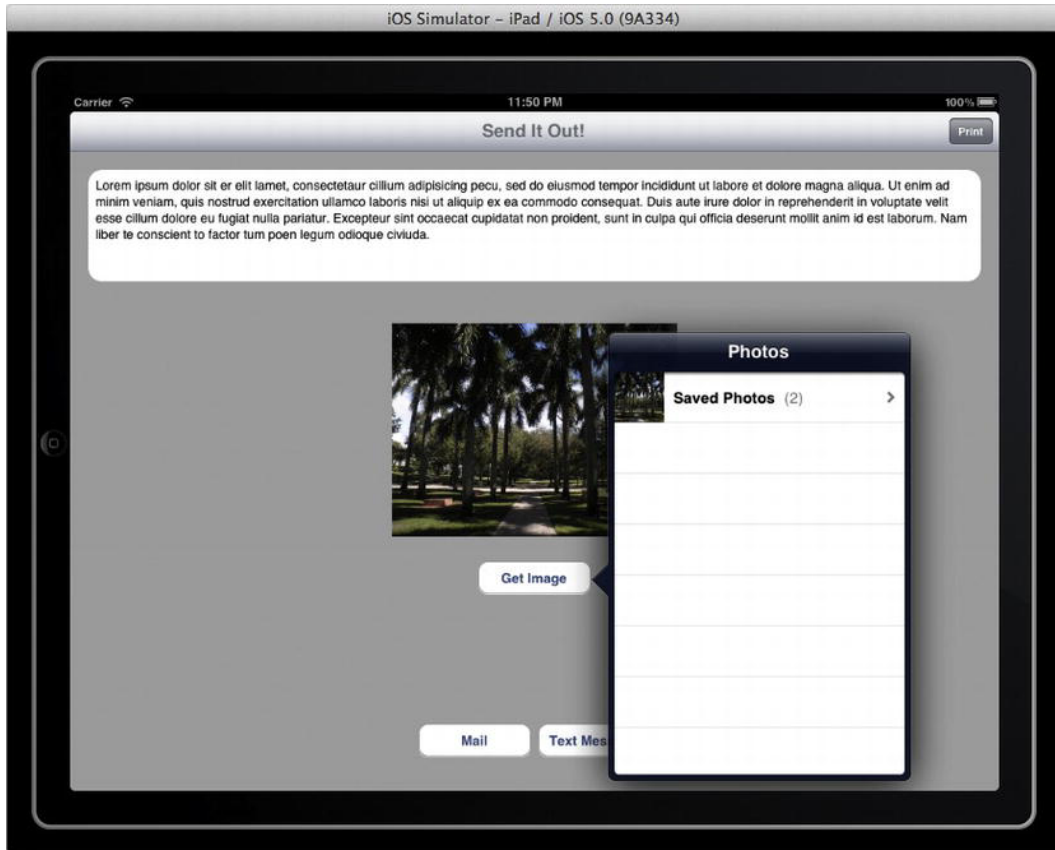 iOS Simulator – iPad / iOS 5.0 (9A334)
Carrier 11:50 PM 100%
Send It Out! Print
Lorem ipsum dolor sit er elit lamet, consectetaur cillium adipisicing pecu, sed do eiusmod tempor incididunt ut labore et dolore magna aliqua. Ut enim ad
minim veniam, quis nostrud exercitation ullamco laboris nisi ut aliquip ex ea commodo consequat. Duis aute irure dolor in reprehenderit in voluptate velit
esse cillum dolore eu fugiat nulla pariatur. Excepteur sint occaecat cupidatat non proident, sunt in culpa qui officia deserunt mollit anim id est laborum. Nam
liber te conscient to factor tum poen legum odioque civiuda.
Photos
Saved Photos (2)
Get Image
Mail Text Mes